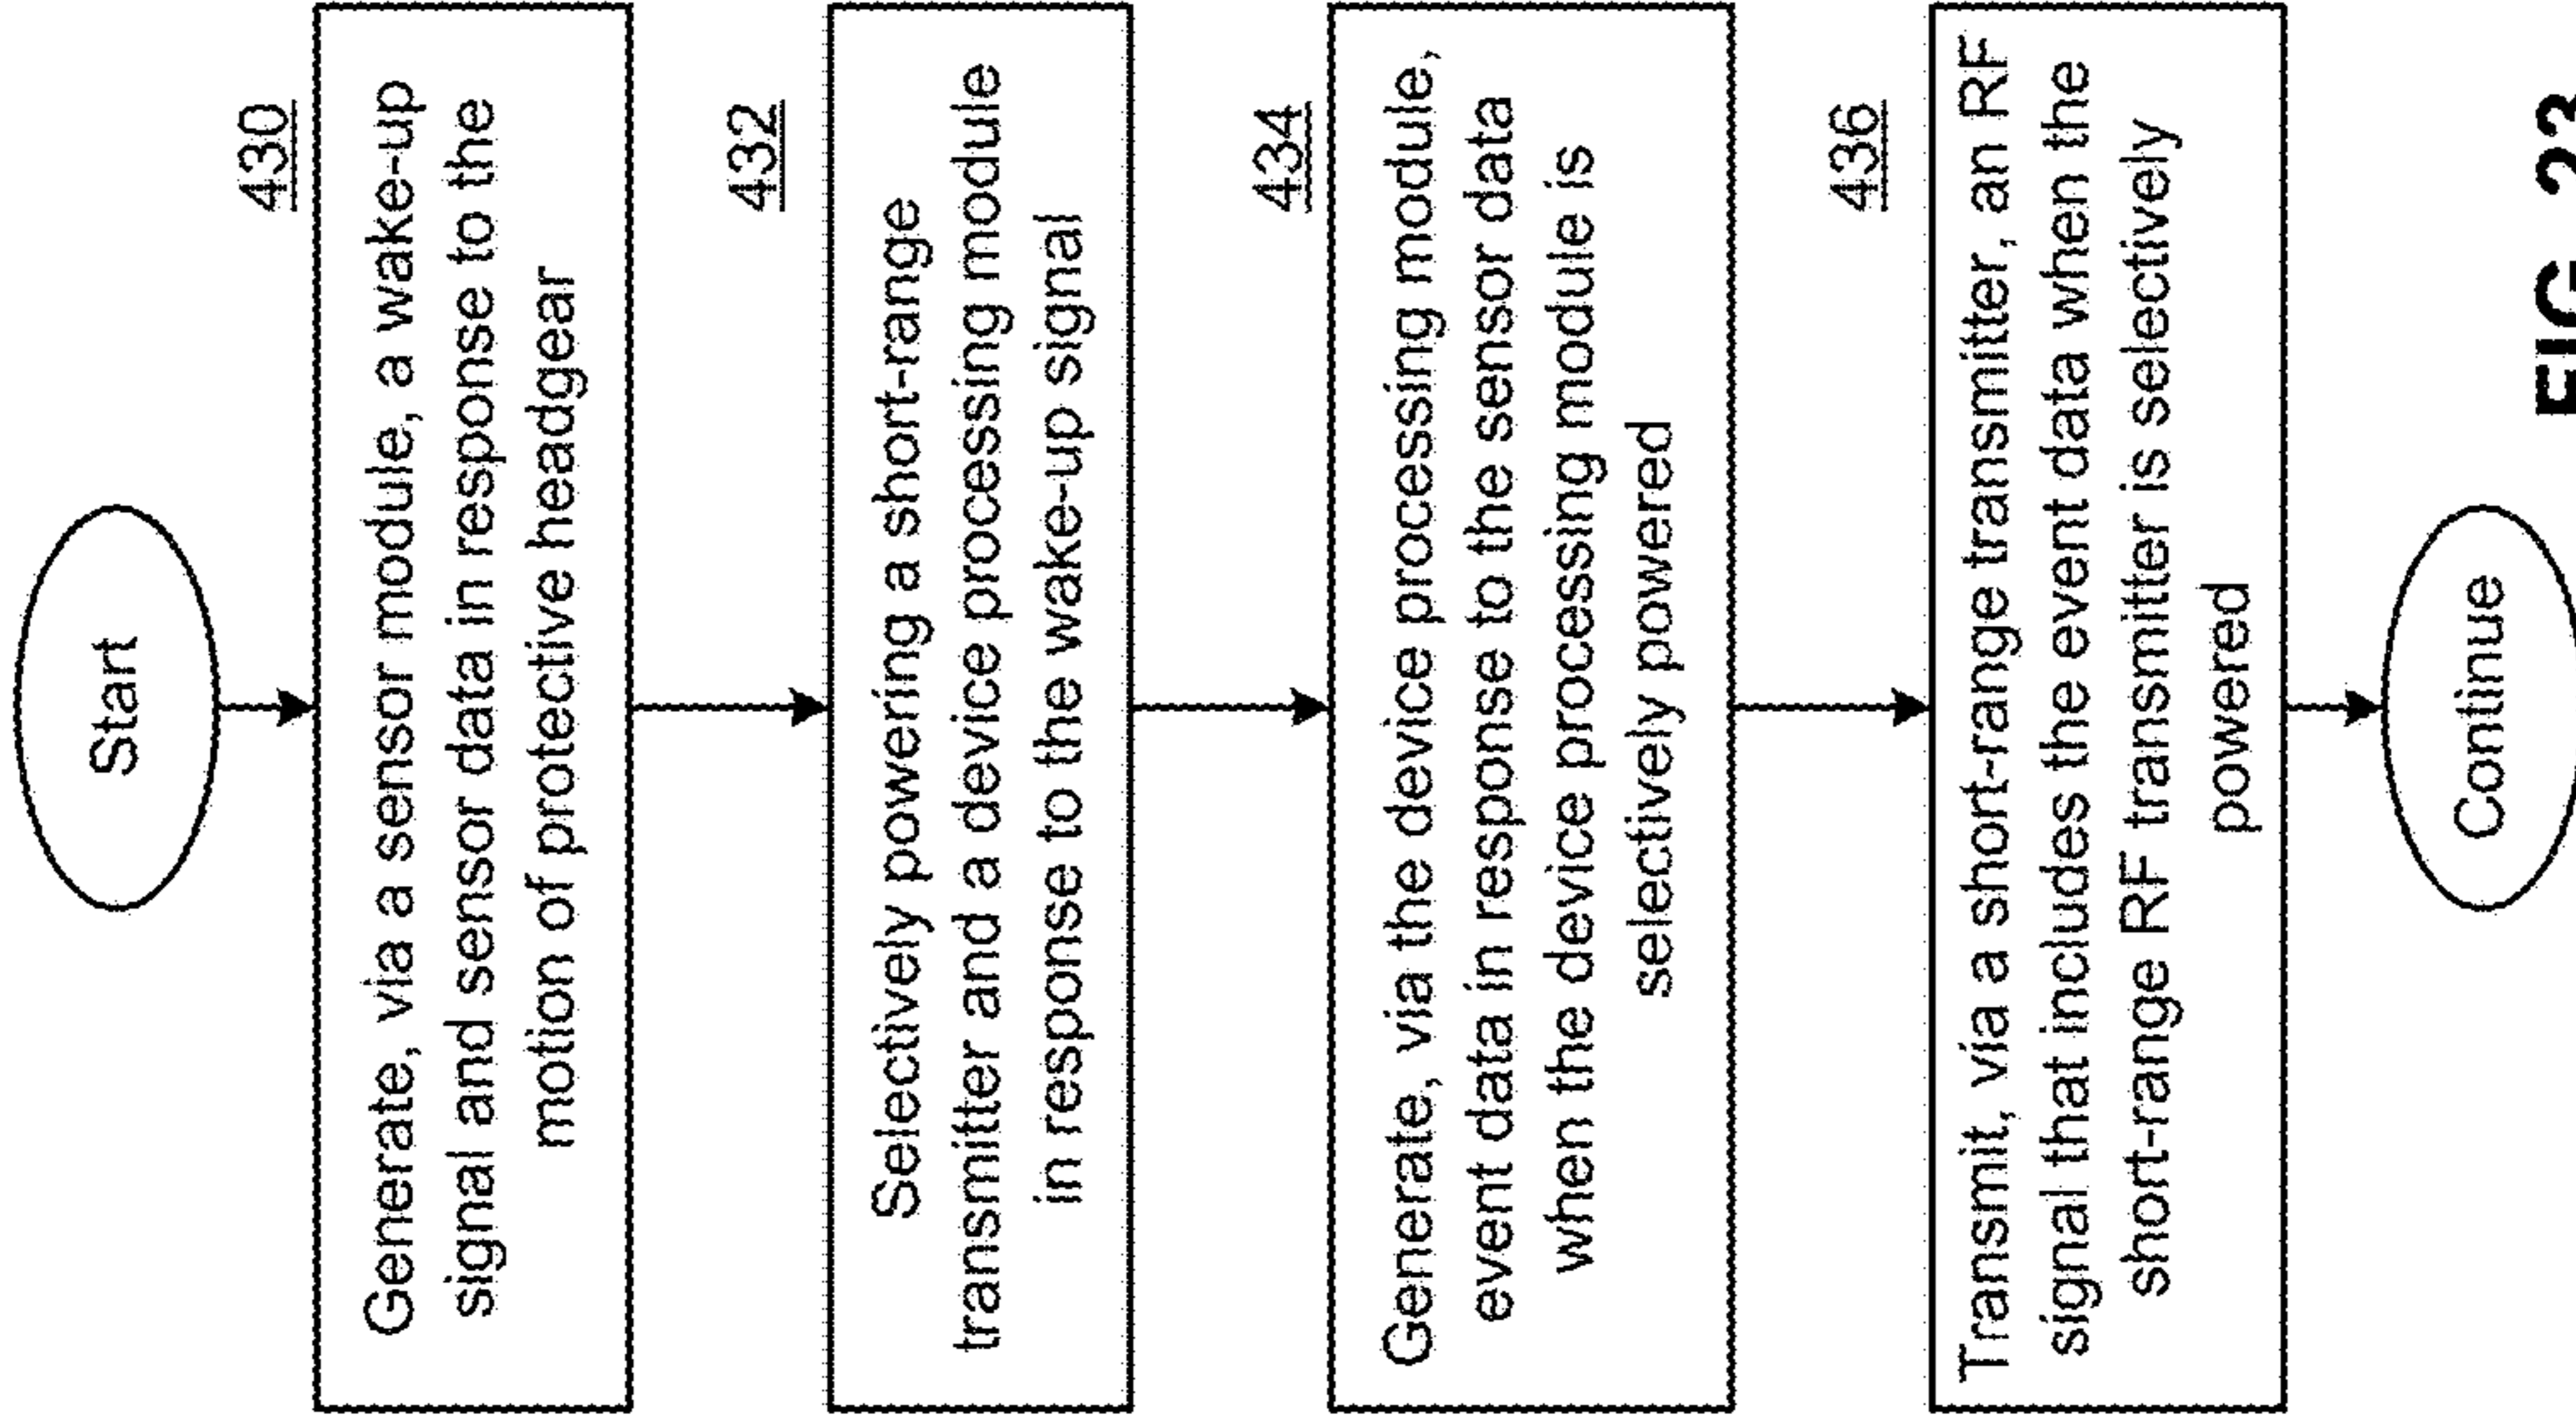 Start
430
Generate, via a sensor module, a wake-up
signal and sensor data in response to the
motion of protective headgear
432
Selectively powering a short-range
transmitter and a device processing module
in response to the wake-up signal
434
Generate, via the device processing module,
event data in response to the sensor data
when the device processing module is
selectively powered
436
Transmit, via a short-range transmitter, an RF
signal that includes the event data when the
short-range RF transmitter is selectively
powered
Continue
FIG. 23